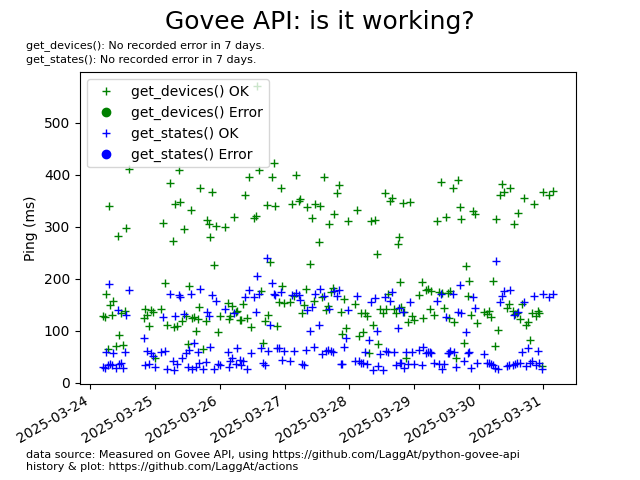 Govee API: is it working?
get_devices(): No recorded error in 7 days.
get_states(): No recorded error in 7 days.
get_devices() OK
get_devices() Error
get_states() OK
get_states() Error
Ping (ms)
500
400
300
200
100
0
2025-03-24
2025-03-25
2025-03-26
2025-03-27
2025-03-28
2025-03-29
2025-03-30
2025-03-31
data source: Measured on Govee API, using https://github.com/LaggAt/python-govee-api
history & plot: https://github.com/LaggAt/actions